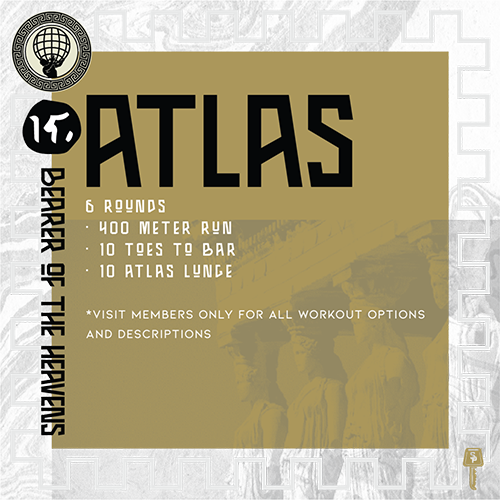 15.
ATLAS
BEARER OF THE HEAVENS
6 ROUNDS
· 400 METER RUN
· 10 TOES TO BAR
· 10 ATLAS LUNGE
*VISIT MEMBERS ONLY FOR ALL WORKOUT OPTIONS
AND DESCRIPTIONS